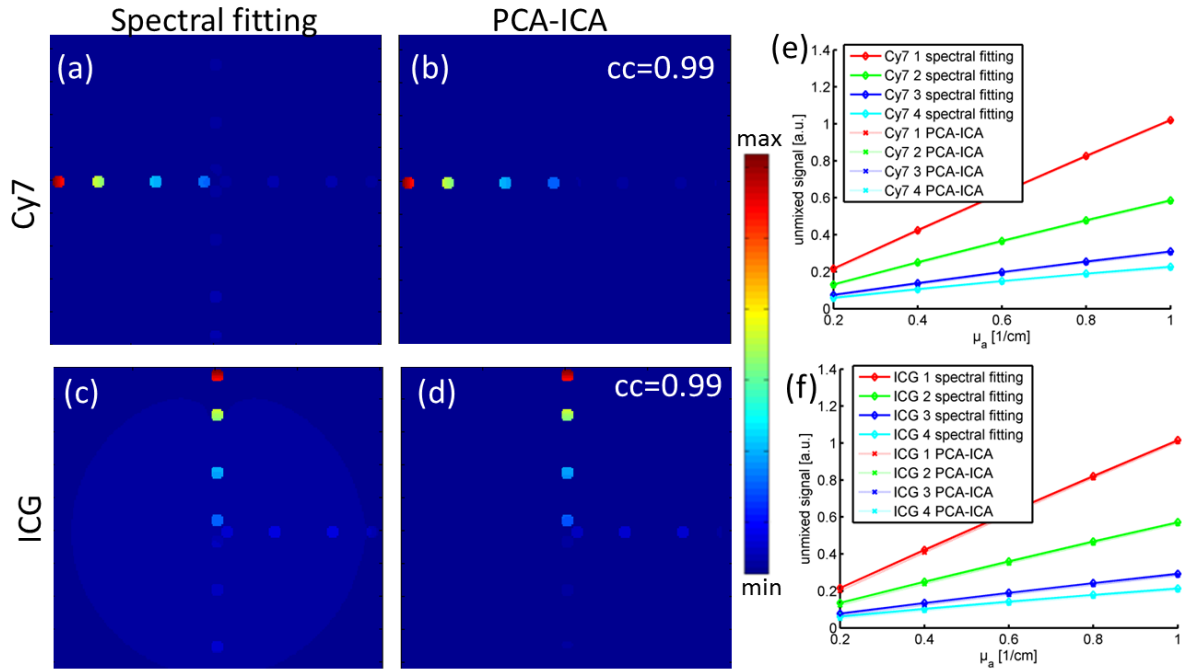 Spectral fitting
PCA-ICA
(a)
(b)
cc=0.99
Cy7
(c)
(d)
cc=0.99
ICG
max
min
(e)
1.4
1.2
1
0.8
0.6
0.4
0.2
0
unmixed signal [a.u.]
Cy7 1 spectral fitting
Cy7 2 spectral fitting
Cy7 3 spectral fitting
Cy7 4 spectral fitting
Cy7 1 PCA-ICA
Cy7 2 PCA-ICA
Cy7 3 PCA-ICA
Cy7 4 PCA-ICA
0.2 0.4 0.6 0.8 1
μa [1/cm]
(f)
1.4
1.2
1
0.8
0.6
0.4
0.2
0
unmixed signal [a.u.]
ICG 1 spectral fitting
ICG 2 spectral fitting
ICG 3 spectral fitting
ICG 4 spectral fitting
ICG 1 PCA-ICA
ICG 2 PCA-ICA
ICG 3 PCA-ICA
ICG 4 PCA-ICA
0.2 0.4 0.6 0.8 1
μa [1/cm]